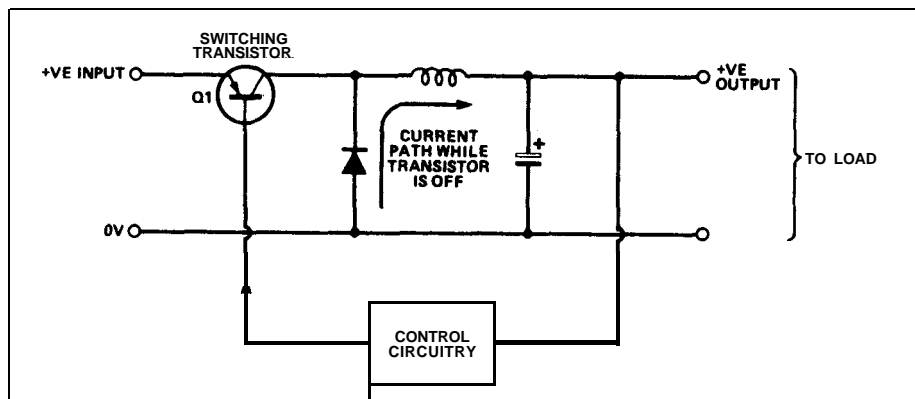 SWITCHING
TRANSISTOR.
+VE INPUT
Q1
+VE
OUTPUT
CURRENT
PATH WHILE
TRANSISTOR
IS OFF
+
TO LOAD
0V
CONTROL
CIRCUITRY